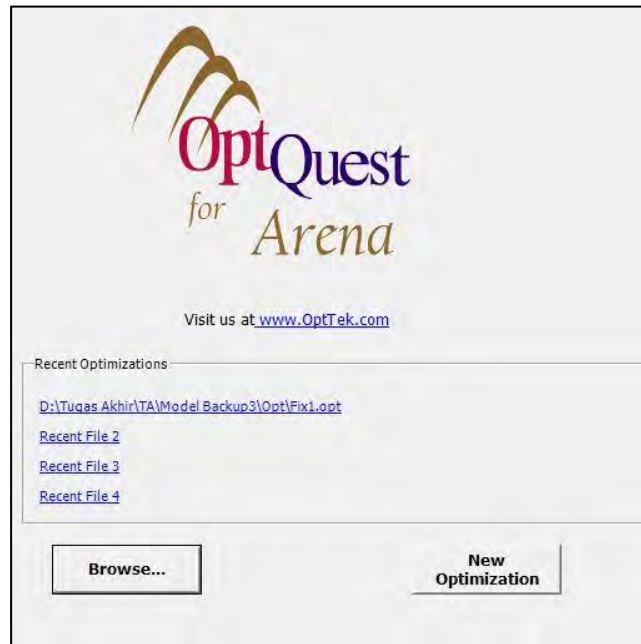 OptQuest
for
Arena
Visit us at www.OptTek.com
Recent Optimizations
D:\Tugas Akhir\TA\Model Backup3\Opt\Fix1.opt
Recent File 2
Recent File 3
Recent File 4
Browse...
New
Optimization